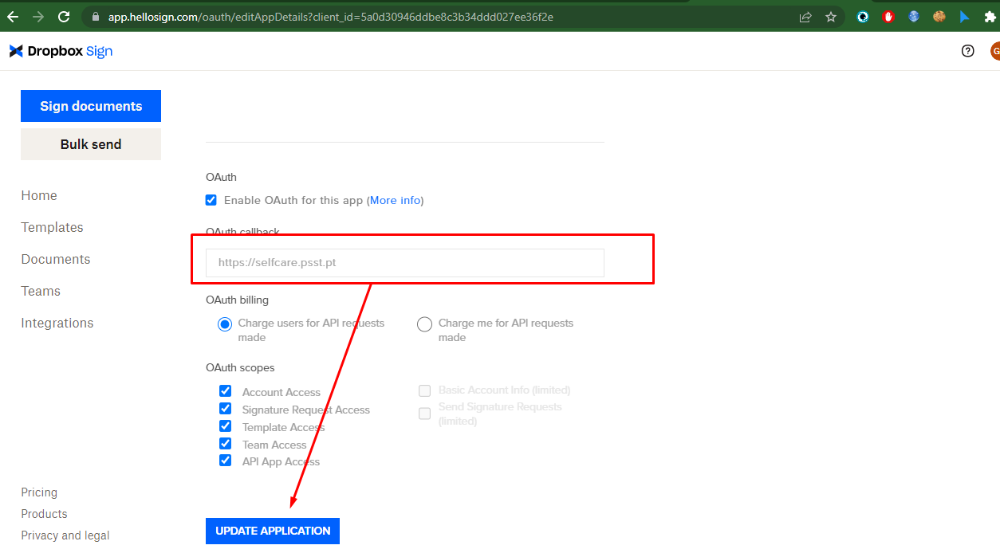 app.hellosign.com/oauth/editAppDetails?client_id=5a0d30946ddbe8c3b34ddd027ee36f2e
Dropbox Sign
G
Sign documents
Bulk send
Home
Templates
Documents
Teams
Integrations
Pricing
Products
Privacy and legal
OAuth
Enable OAuth for this app (More info)
OAuth callback
https://selfcare.psst.pt
OAuth billing
Charge users for API requests
made
Charge me for API requests
made
OAuth scopes
Account Access
Signature Request Access
Template Access
Team Access
API App Access
Basic Account Info (limited)
Send Signature Requests
(limited)
UPDATE APPLICATION